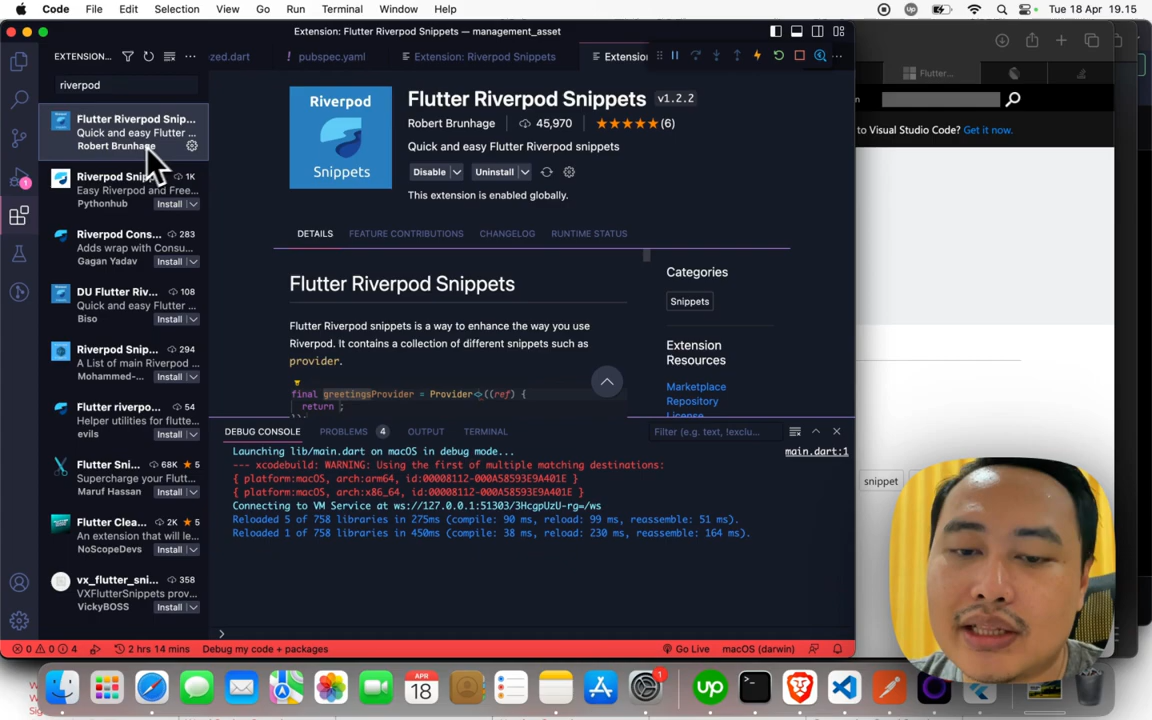 Code File Edit Selection View Go Run Terminal Window Help
Tue 18 Apr 19.15
Extension: Flutter Riverpod Snippets — management_asset
EXTENSION...
zed.dart
! pubspec.yaml
Extension: Riverpod Snippets
Extensio
riverpod
Flutter Riverpod Snip...
Quick and easy Flutter ...
Robert Brunhage
Riverpod Snip 1K
Easy Riverpod and Free...
Pythonhub Install
Riverpod Cons... 283
Adds wrap with Consu...
Gagan Yadav Install
DU Flutter Riv... 108
Quick and easy Flutter ...
Biso Install
Riverpod Snip... 294
A List of main Riverpod ...
Mohammed-... Install
Flutter riverpo... 54
Helper utilities for flutte...
evils Install
Flutter Sni... 68K ★ 5
Supercharge your Flutt...
Maruf Hassan Install
Flutter Clea... 2K ★ 5
An extension that will le...
NoScopeDevs Install
vx_flutter_sni... 358
VXFlutterSnippets prov...
VickyBOSS Install
Riverpod
Snippets
Flutter Riverpod Snippets v1.2.2
Robert Brunhage 45,970 ★★★★★(6)
Quick and easy Flutter Riverpod snippets
Disable Uninstall
This extension is enabled globally.
DETAILS FEATURE CONTRIBUTIONS CHANGELOG RUNTIME STATUS
Flutter Riverpod Snippets
Flutter Riverpod snippets is a way to enhance the way you use
Riverpod. It contains a collection of different snippets such as
provider.
final greetingsProvider = Provider<>((ref) {
return ;
Categories
Snippets
Extension
Resources
Marketplace
Repository
License
DEBUG CONSOLE PROBLEMS 4 OUTPUT TERMINAL
Filter (e.g. text, !exclu...
Launching lib/main.dart on macOS in debug mode...
main.dart:1
--- xcodebuild: WARNING: Using the first of multiple matching destinations:
{ platform:macOS, arch:arm64, id:00008112-000A58593E9A401E }
{ platform:macOS, arch:x86_64, id:00008112-000A58593E9A401E }
Connecting to VM Service at ws://127.0.0.1:51303/3HcgpUzU-rg=/ws
Reloaded 5 of 758 libraries in 275ms (compile: 90 ms, reload: 99 ms, reassemble: 51 ms).
Reloaded 1 of 758 libraries in 450ms (compile: 38 ms, reload: 230 ms, reassemble: 164 ms).
0 0 4 2 hrs 14 mins Debug my code + packages
Go Live macOS (darwin)
Flutter...
to Visual Studio Code? Get it now.
snippet
APR
18